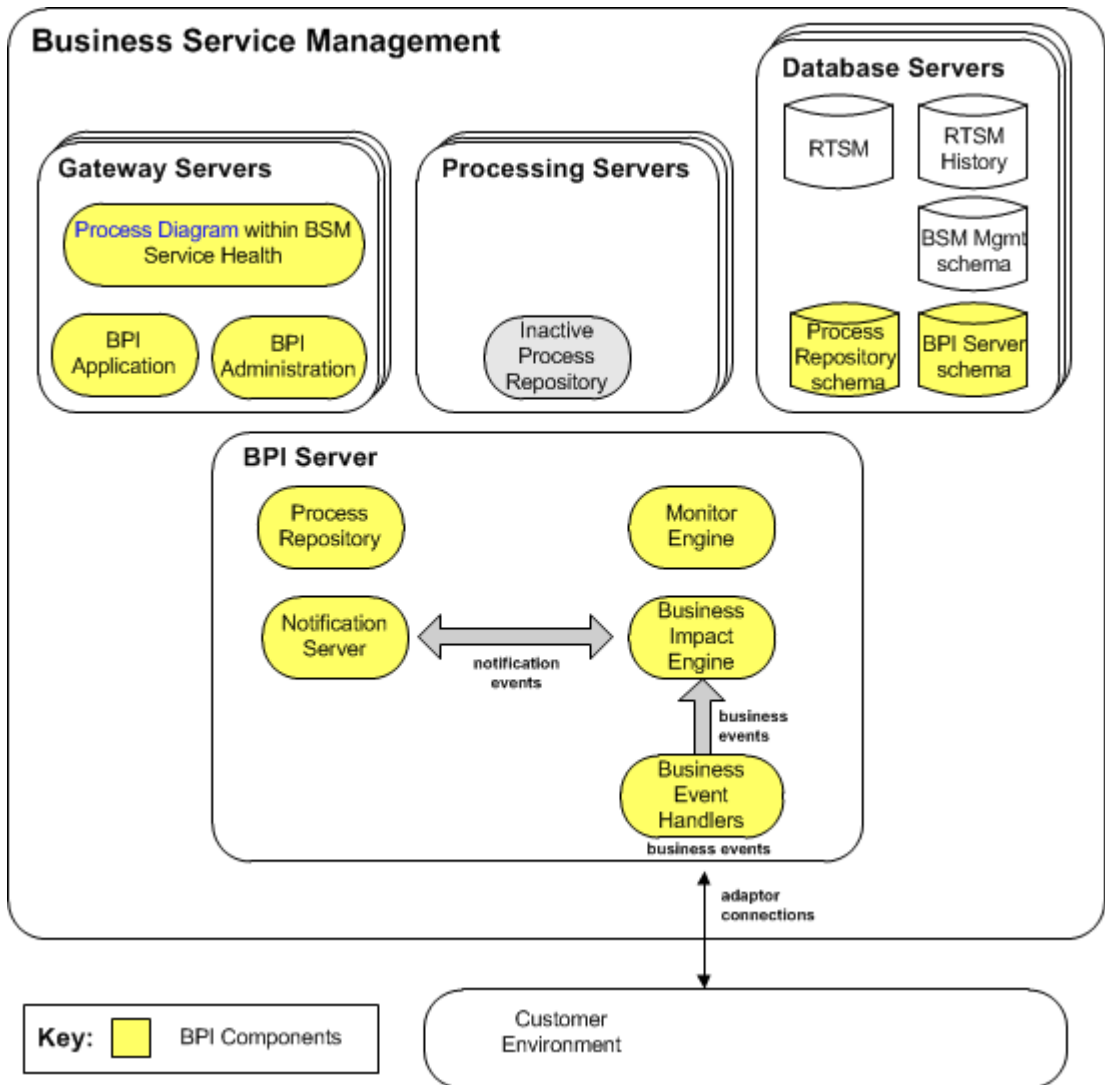 Business Service Management
Database Servers
RTSM
RTSM
History
BSM Mgmt
schema
Process
Repository
schema
BPI Server
schema
Gateway Servers
Process Diagram within BSM
Service Health
BPI
Application
BPI
Administration
Processing Servers
Inactive
Process
Repository
BPI Server
Process
Repository
Monitor
Engine
Notification
Server
notification
events
Business
Impact
Engine
business
events
Business
Event
Handlers
business events
adaptor
connections
Key:
BPI Components
Customer
Environment